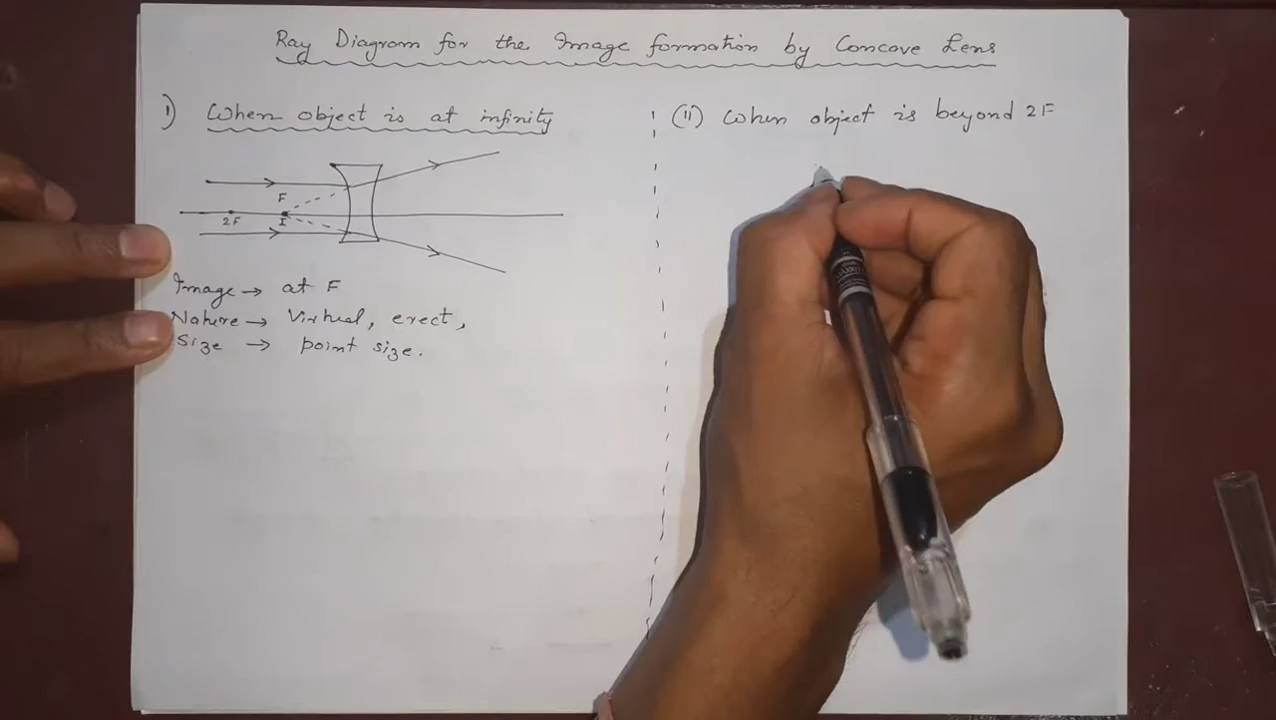 Ray Diagram for the Image formation by Concave Lens
I) When object is at infinity
F
2F
I
Image → at F
Nature → Virtual, erect,
Size → point size.
(II) When object is beyond 2F